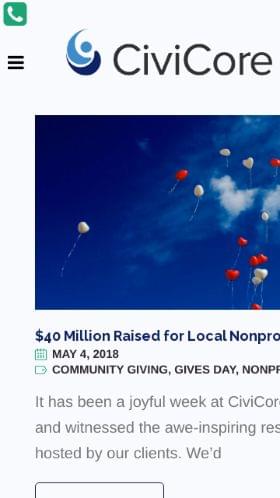 CiviCore
$40 Million Raised for Local Nonpro
MAY 4, 2018
COMMUNITY GIVING, GIVES DAY, NONPR
It has been a joyful week at CiviCor
and witnessed the awe-inspiring res
hosted by our clients. We’d